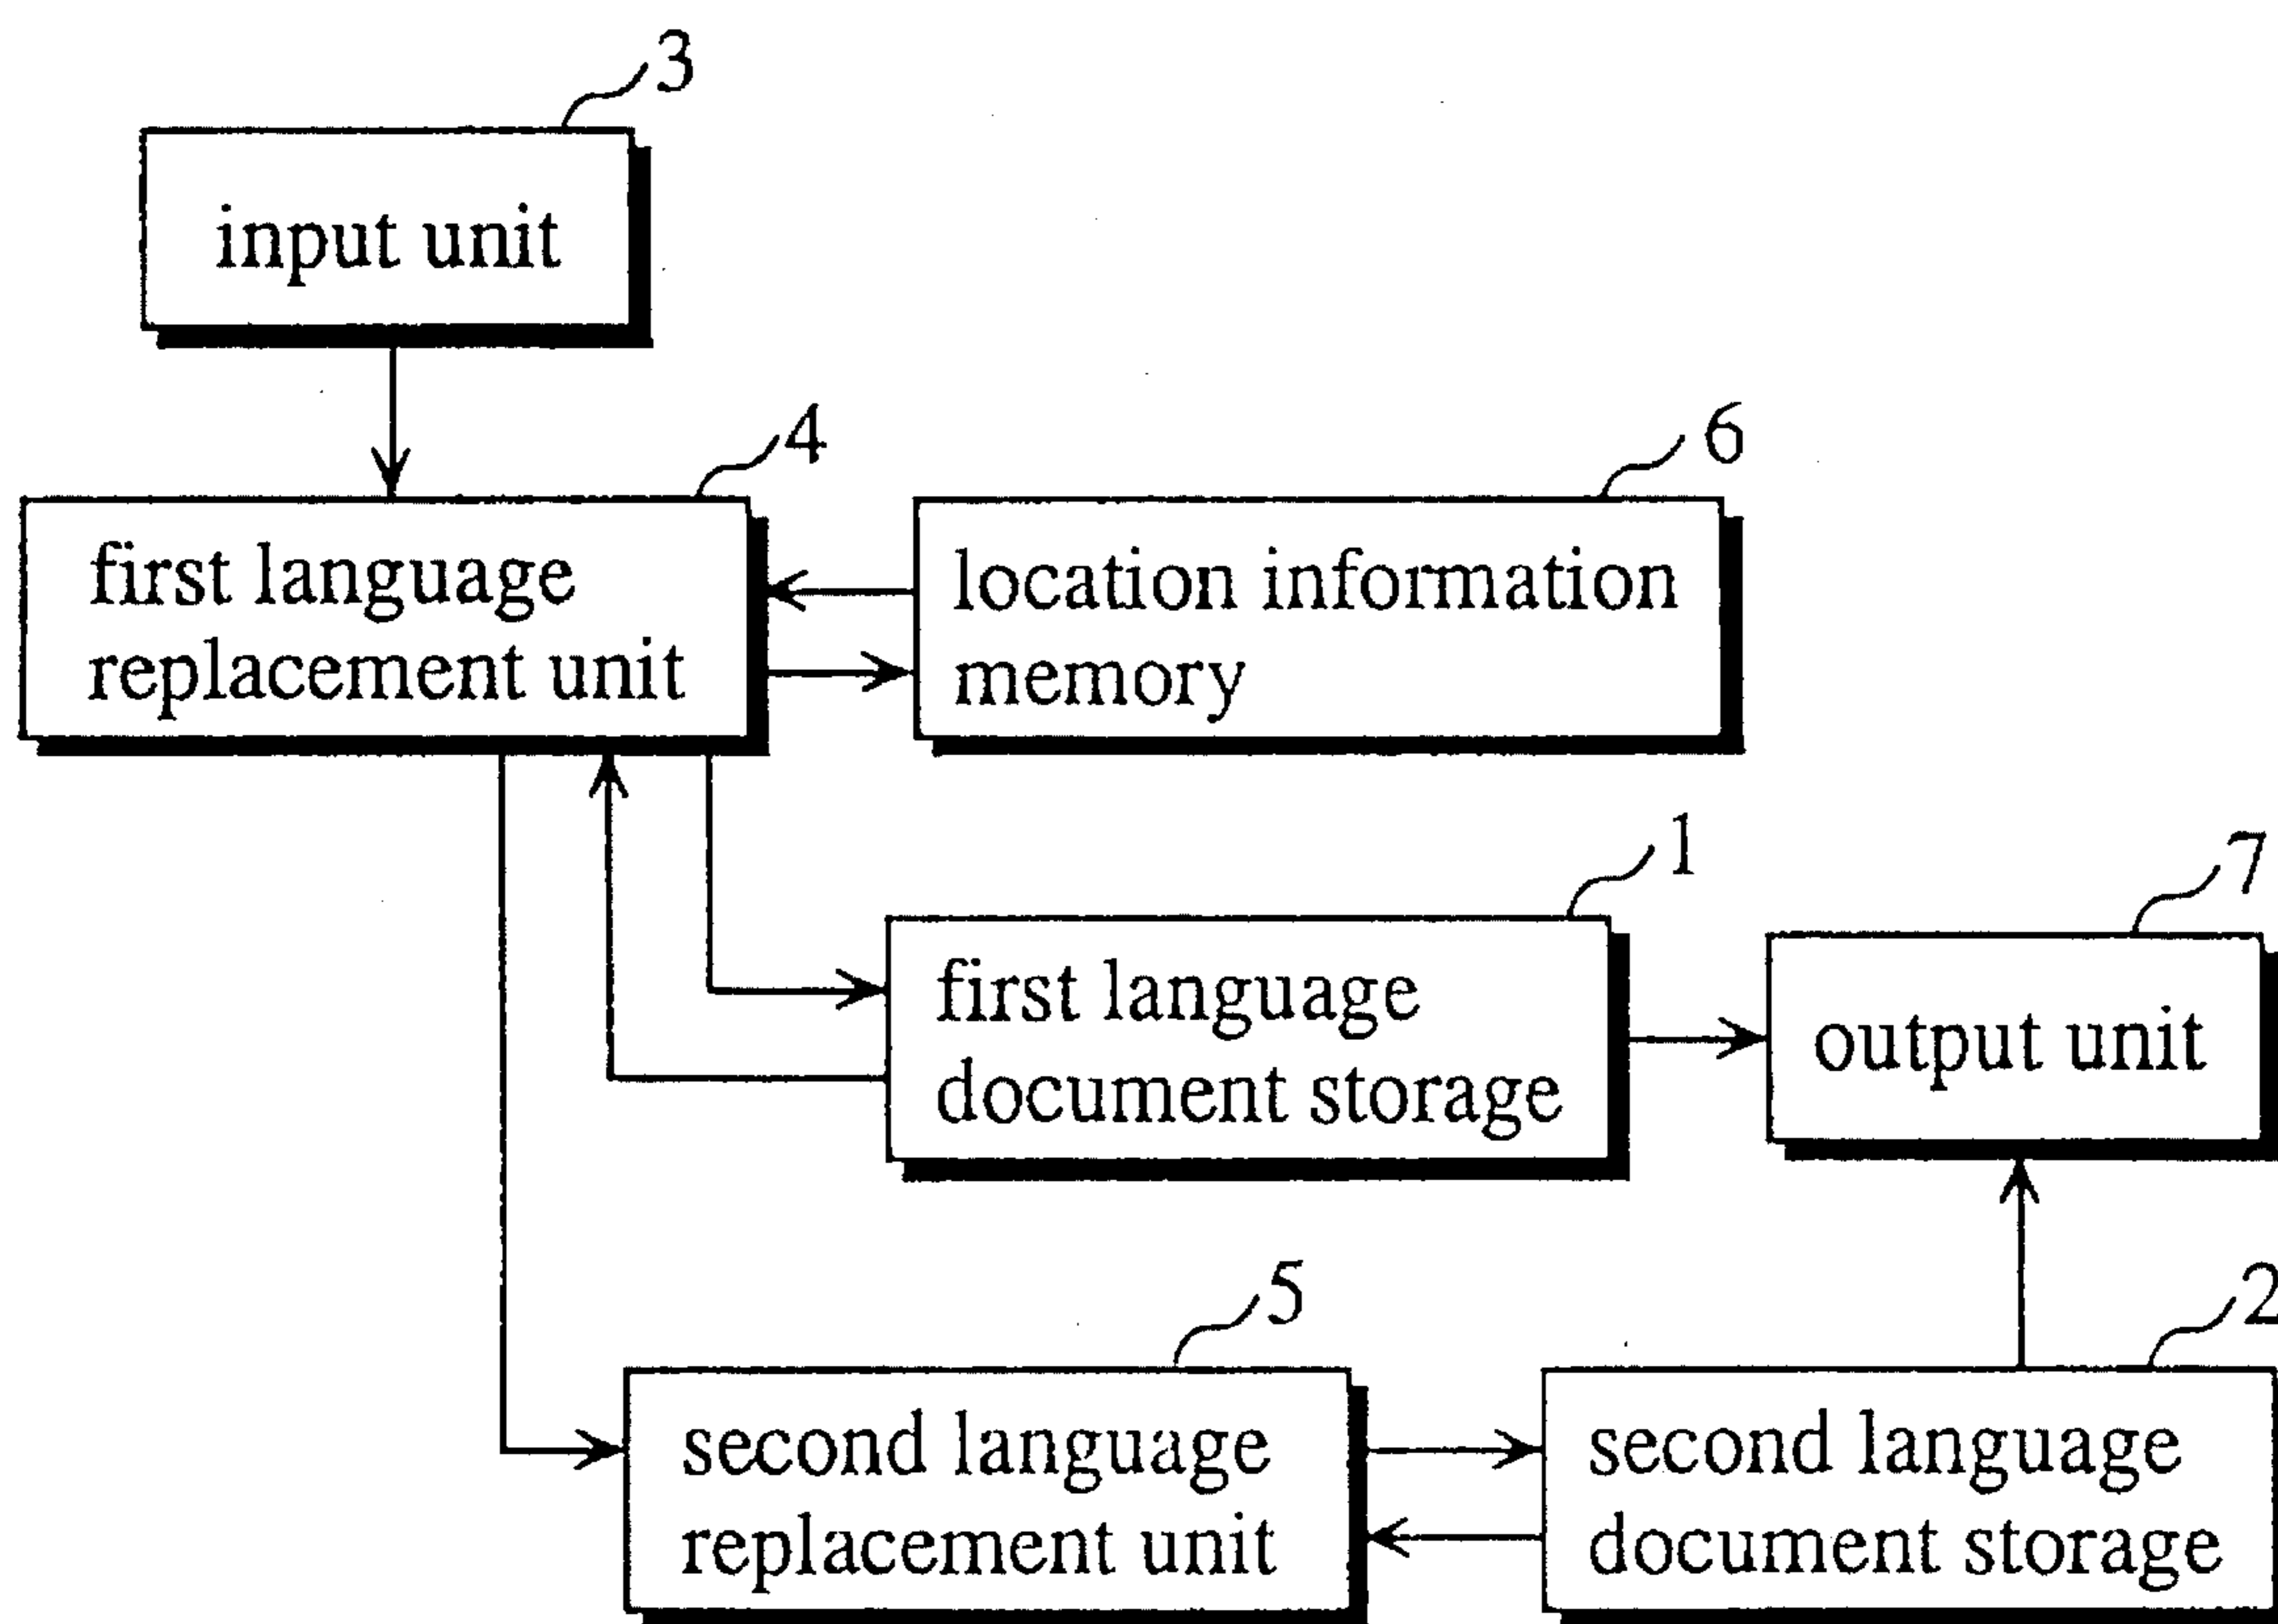 3
input unit
4
6
first language
replacement unit
location information
memory
1
7
first language
document storage
output unit
5
2
second language
replacement unit
second language
document storage